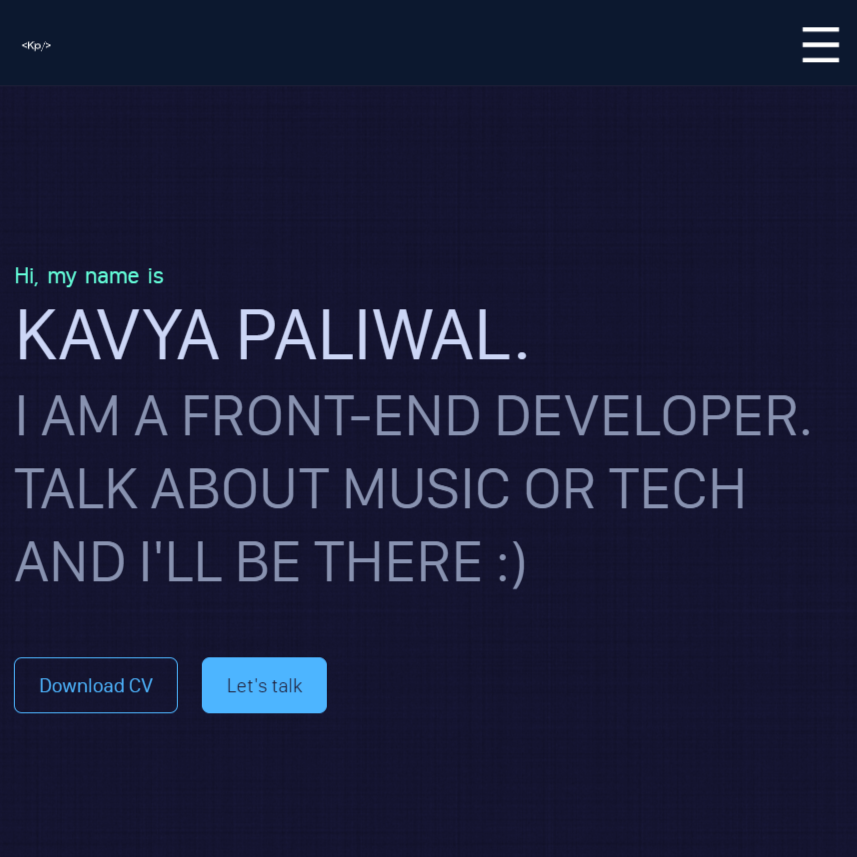 <Kp/>
Hi, my name is
KAVYA PALIWAL.
I AM A FRONT-END DEVELOPER.
TALK ABOUT MUSIC OR TECH
AND I'LL BE THERE :)
Download CV
Let's talk